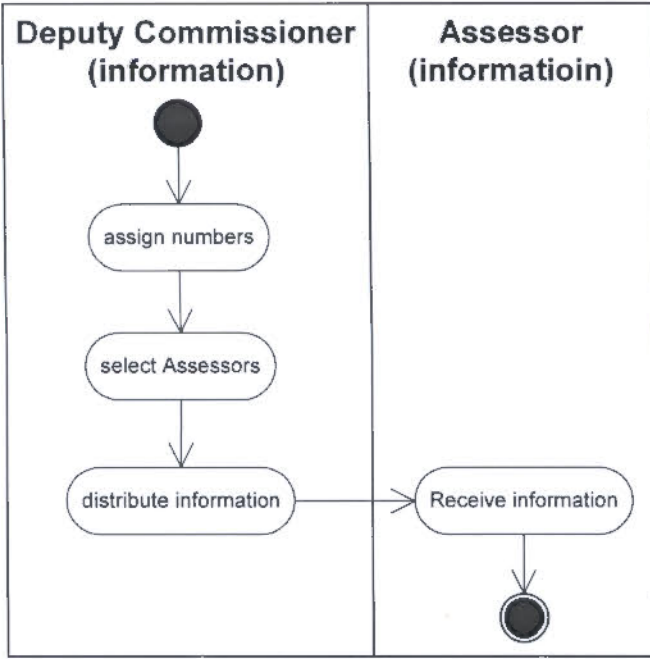 Deputy Commissioner
(information)
Assessor
(informatioin)
assign numbers
select Assessors
distribute information
Receive information